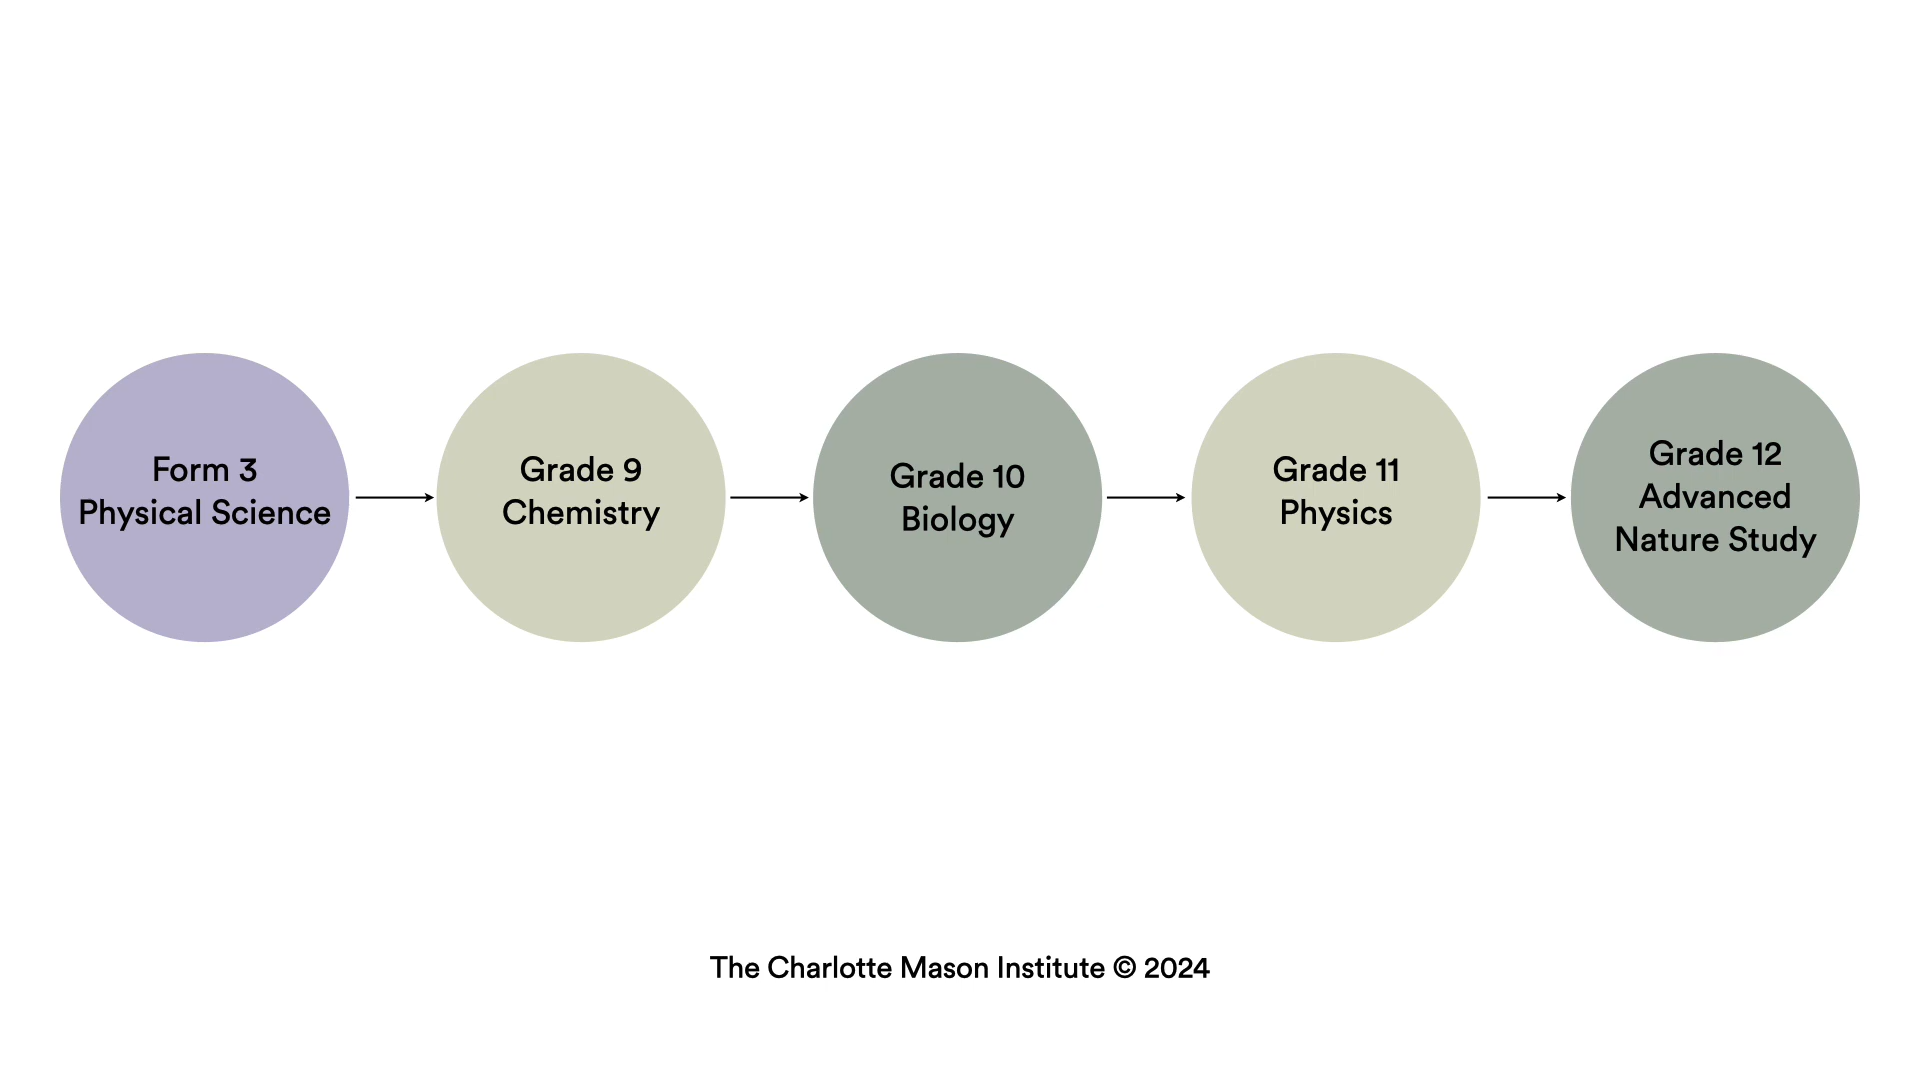 Form 3
Physical Science
Grade 9
Chemistry
Grade 10
Biology
Grade 11
Physics
Grade 12
Advanced
Nature Study
The Charlotte Mason Institute © 2024